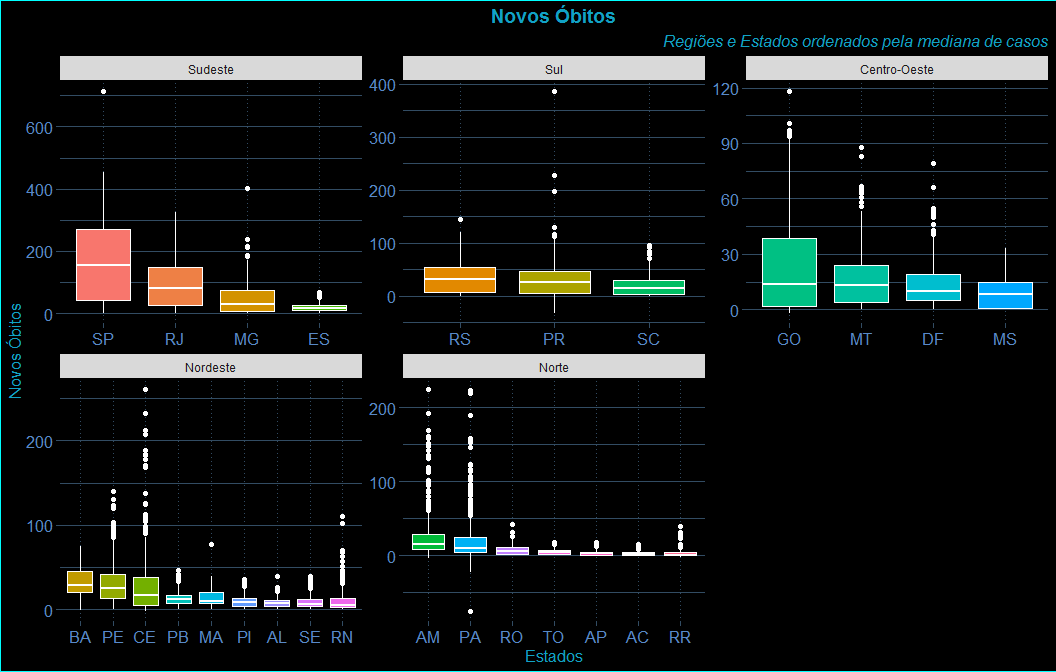 Novos Óbitos
Regiões e Estados ordenados pela mediana de casos
Sudeste
600
400
200
0
SP RJ MG ES
Sul
400
300
200
100
0
RS PR SC
Centro-Oeste
120
90
60
30
0
GO MT DF MS
Novos Óbitos
Nordeste
200
100
0
BA PE CE PB MA PI AL SE RN
Norte
200
100
0
AM PA RO TO AP AC RR
Estados